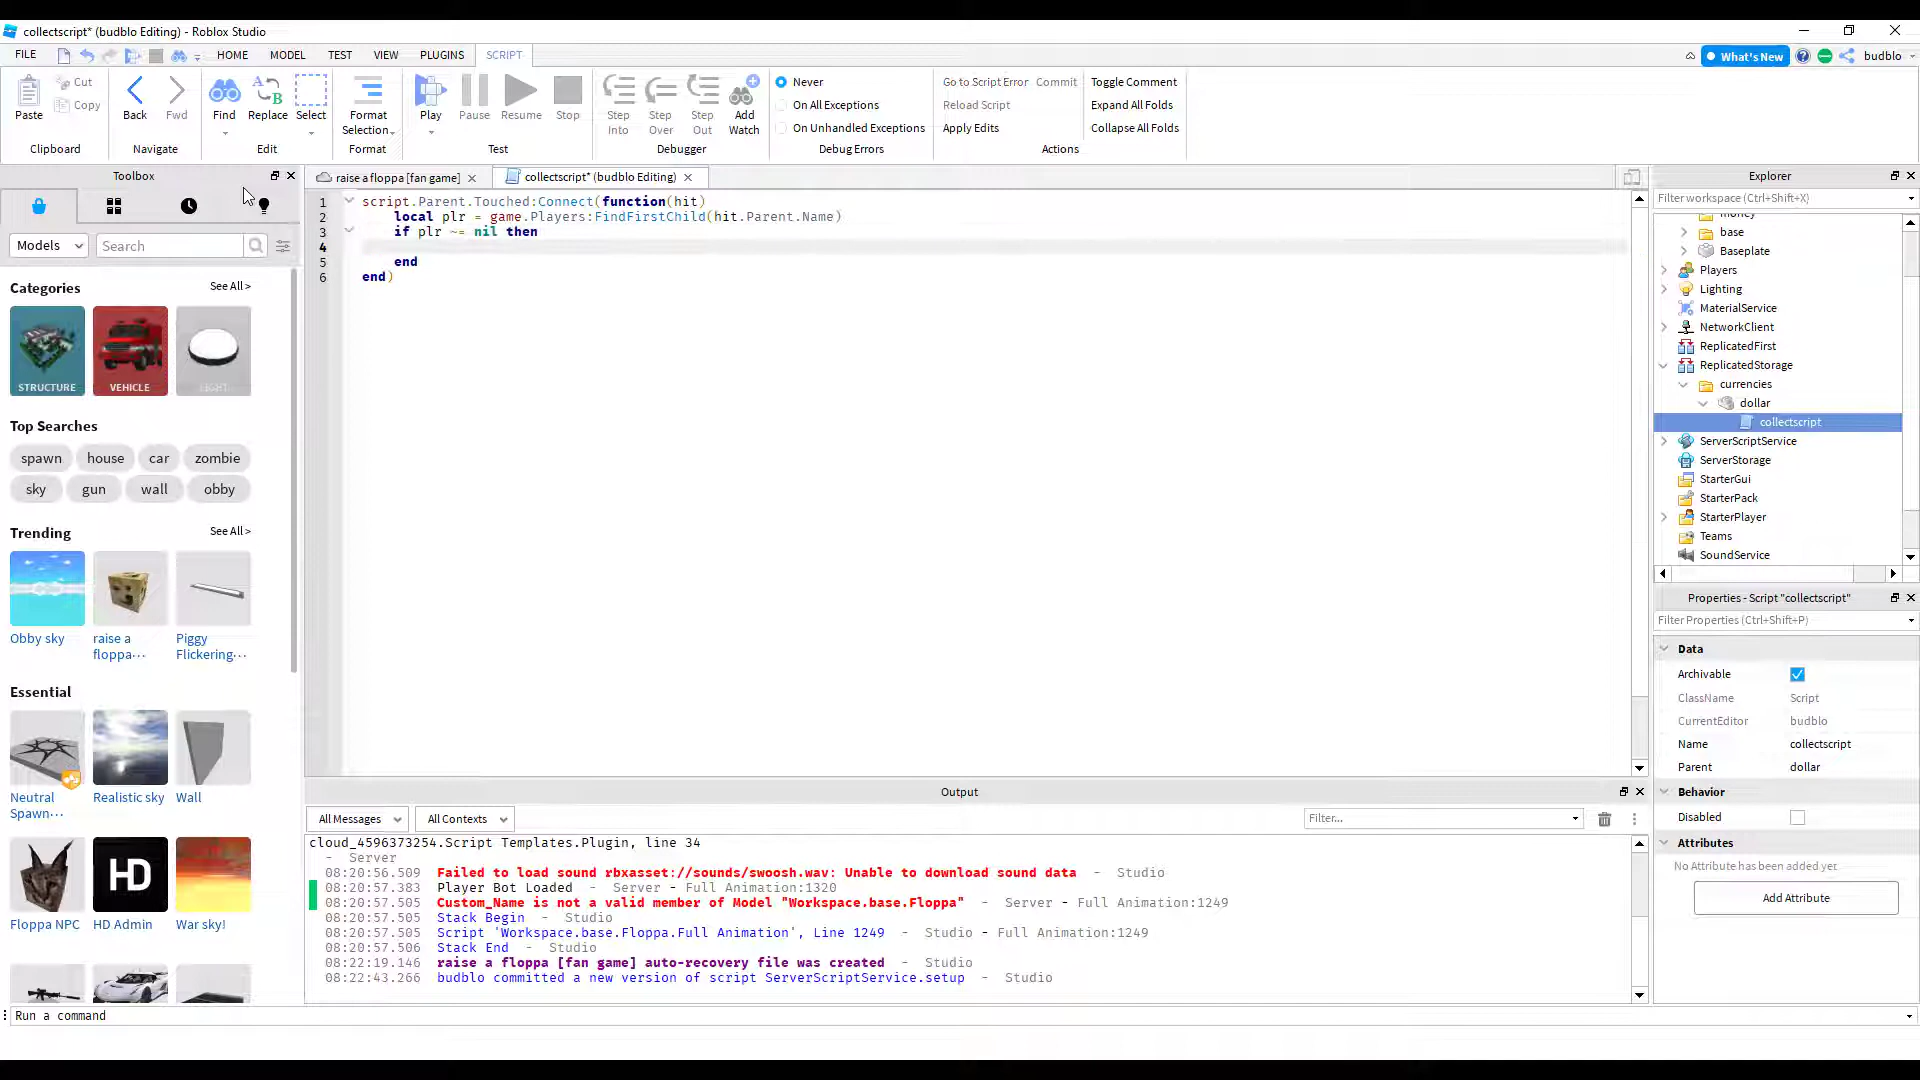 collectscript* (budblo Editing) - Roblox Studio
FILE HOME MODEL TEST VIEW PLUGINS SCRIPT What's New budblo
Paste Cut Copy Clipboard
Back Fwd Navigate
Find Replace Select Edit
Format Selection Format
Play Pause Resume Stop Test
Step Into Step Over Step Out Add Watch Debugger
Never
On All Exceptions
On Unhandled Exceptions
Debug Errors
Go to Script Error Commit Toggle Comment
Reload Script Expand All Folds
Apply Edits Collapse All Folds
Actions
Toolbox
Models Search
Categories See All >
STRUCTURE VEHICLE LIGHT
Top Searches
spawn house car zombie
sky gun wall obby
Trending See All >
Obby sky
raise a floppa...
Piggy Flickering...
Essential
Neutral Spawn...
Realistic sky
Wall
HD
Floppa NPC HD Admin War sky!
raise a floppa [fan game] collectscript* (budblo Editing)
1 script.Parent.Touched:Connect(function(hit)
2 local plr = game.Players:FindFirstChild(hit.Parent.Name)
3 if plr ~= nil then
4
5 end
6 end)
Output
All Messages All Contexts Filter...
cloud_4596373254.Script Templates.Plugin, line 34
- Server
08:20:56.509 Failed to load sound rbxasset://sounds/swoosh.wav: Unable to download sound data - Studio
08:20:57.383 Player Bot Loaded - Server - Full Animation:1320
08:20:57.505 Custom_Name is not a valid member of Model "Workspace.base.Floppa" - Server - Full Animation:1249
08:20:57.505 Stack Begin - Studio
08:20:57.505 Script 'Workspace.base.Floppa.Full Animation', Line 1249 - Studio - Full Animation:1249
08:20:57.506 Stack End - Studio
08:22:19.146 raise a floppa [fan game] auto-recovery file was created - Studio
08:22:43.266 budblo committed a new version of script ServerScriptService.setup - Studio
Run a command
Explorer
Filter workspace (Ctrl+Shift+X)
money
base
Baseplate
Players
Lighting
MaterialService
NetworkClient
ReplicatedFirst
ReplicatedStorage
currencies
dollar
collectscript
ServerScriptService
ServerStorage
StarterGui
StarterPack
StarterPlayer
Teams
SoundService
Properties - Script "collectscript"
Filter Properties (Ctrl+Shift+P)
Data
Archivable
ClassName Script
CurrentEditor budblo
Name collectscript
Parent dollar
Behavior
Disabled
Attributes
No Attribute has been added yet
Add Attribute